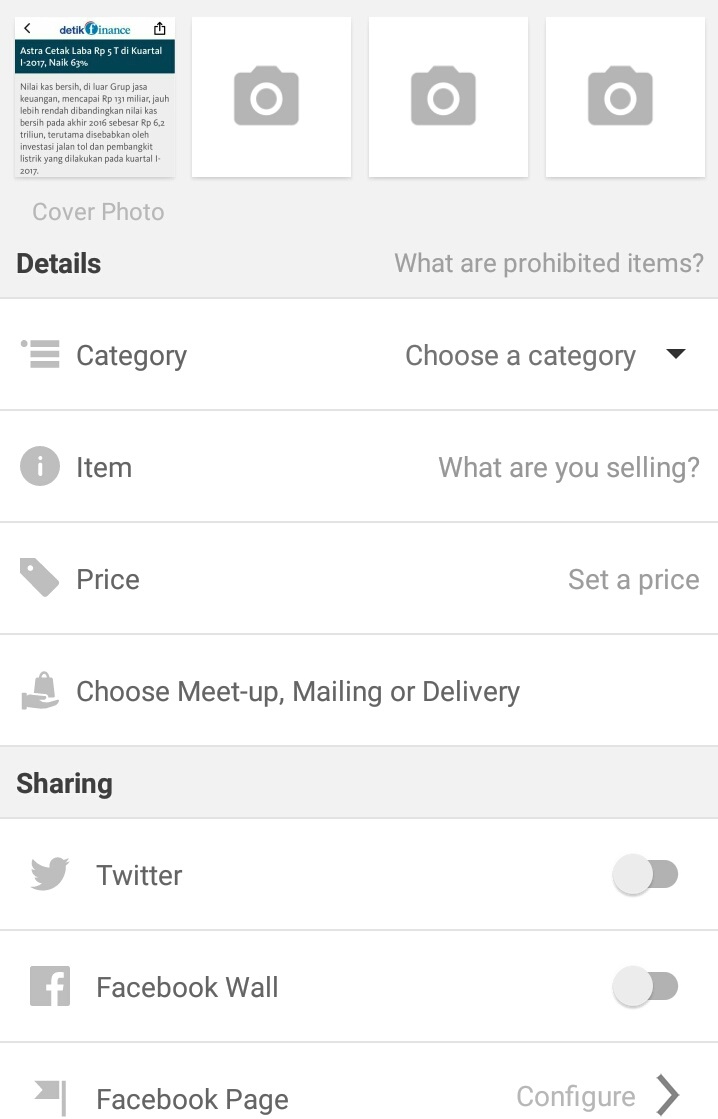 detikfinance
Astra Cetak Laba Rp 5 T di Kuartal
I-2017, Naik 63%
Nilai kas bersih, di luar Grup jasa
keuangan, mencapai Rp 131 miliar, jauh
lebih rendah dibandingkan nilai kas
bersih pada akhir 2016 sebesar Rp 6,2
triliun, terutama disebabkan oleh
investasi jalan tol dan pembangkit
listrik yang dilakukan pada kuartal I-
2017.
Cover Photo
Details What are prohibited items?
Category Choose a category
Item What are you selling?
Price Set a price
Choose Meet-up, Mailing or Delivery
Sharing
Twitter
Facebook Wall
Facebook Page Configure